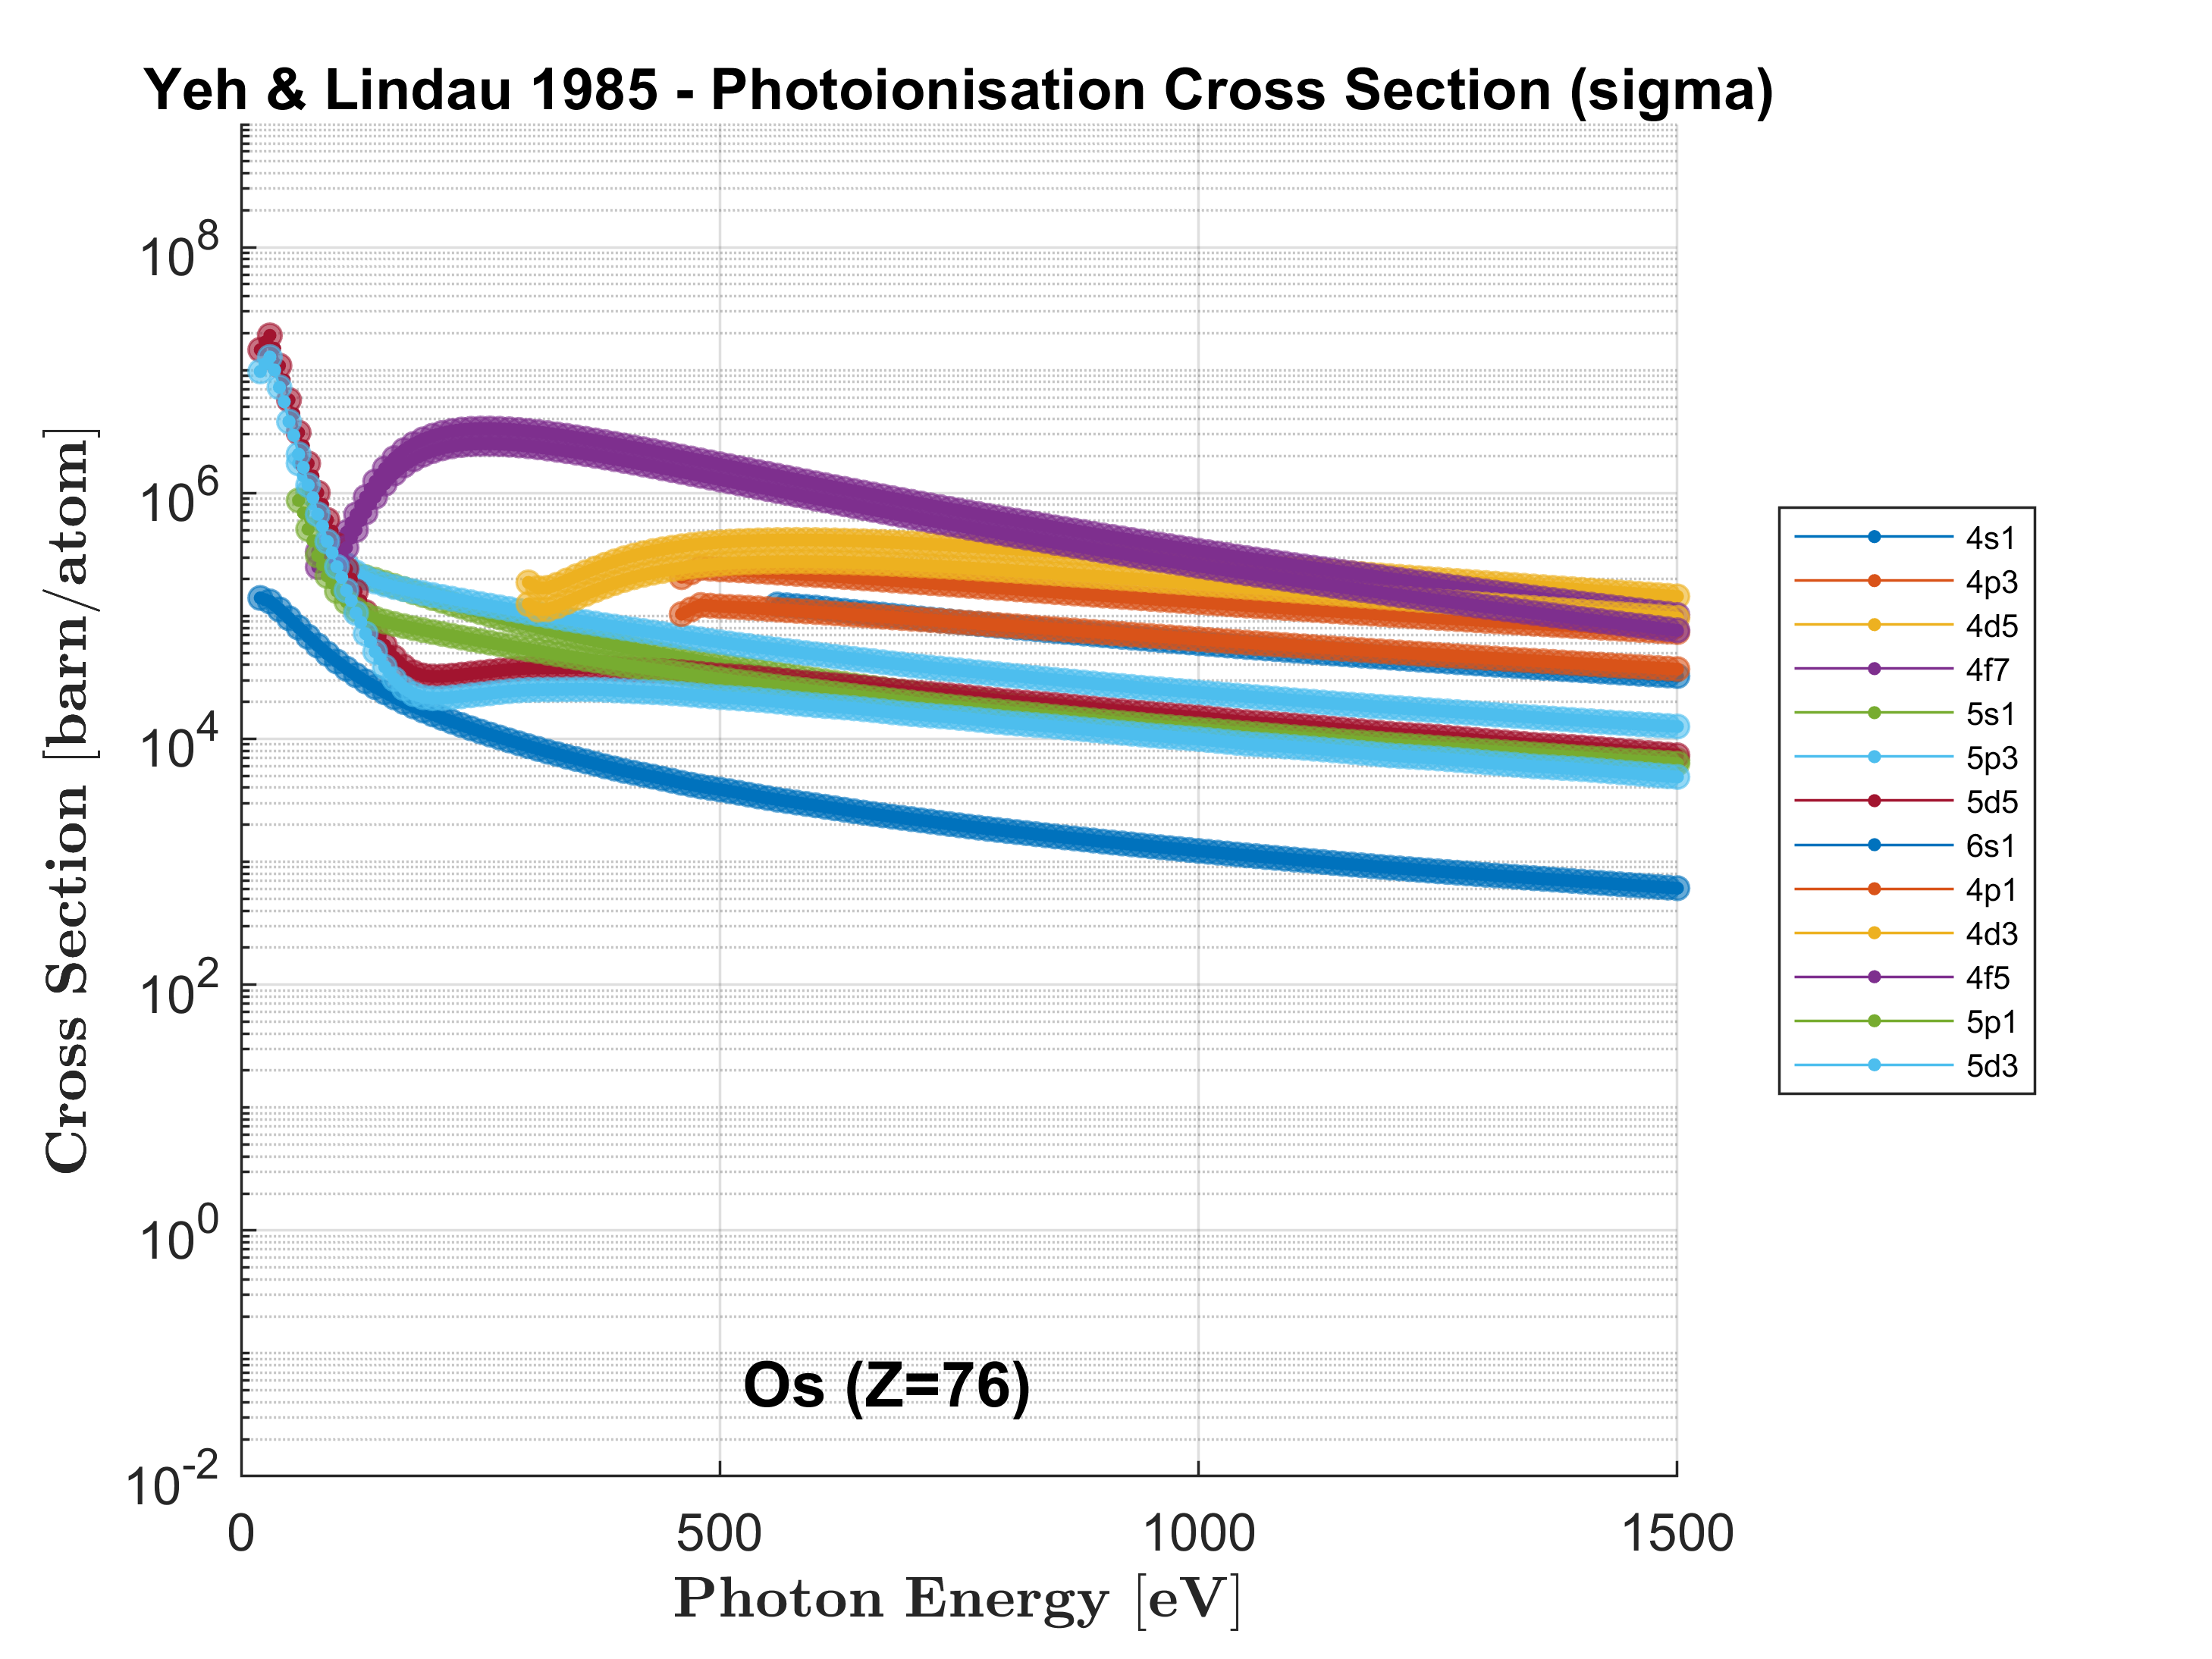 Yeh & Lindau 1985 - Photoionisation Cross Section (sigma)
Cross Section [barn/atom]
10^8
10^6
10^4
10^2
10^0
10^-2
0 500 1000 1500
Photon Energy [eV]
Os (Z=76)
4s1
4p3
4d5
4f7
5s1
5p3
5d5
6s1
4p1
4d3
4f5
5p1
5d3